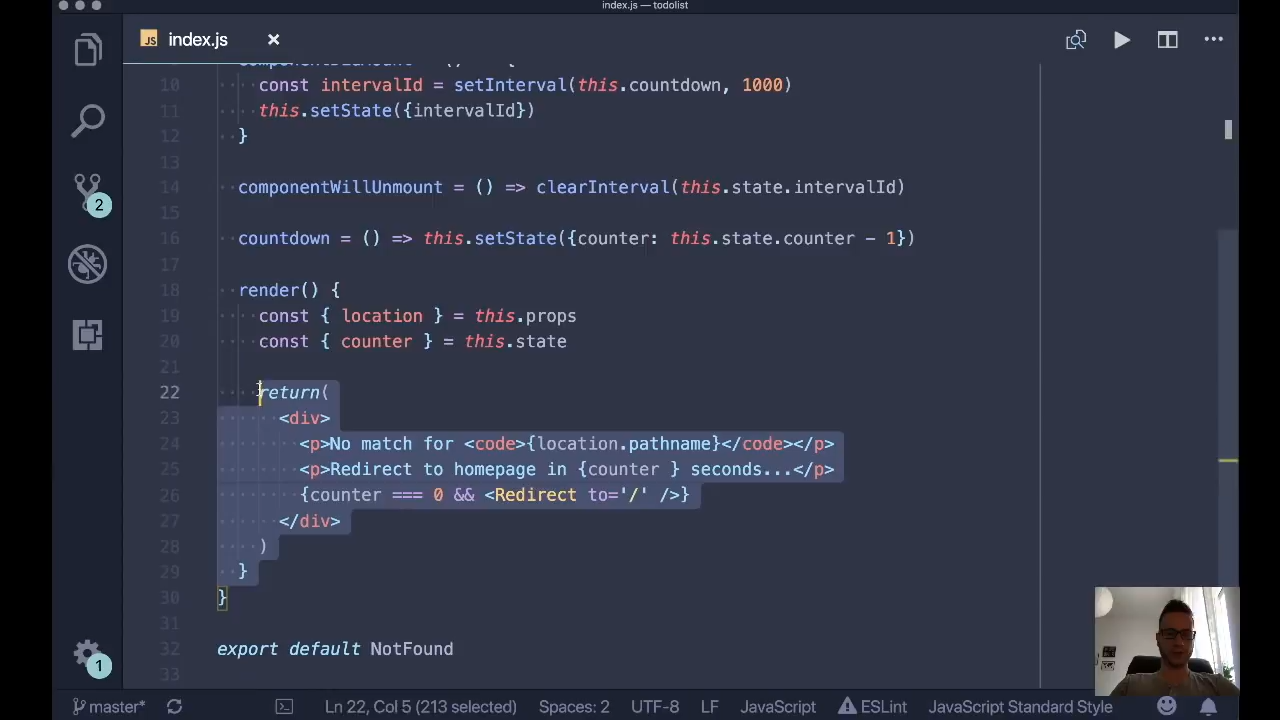 index.js — todolist
JS index.js ×
10 const intervalId = setInterval(this.countdown, 1000)
11 this.setState({intervalId})
12 }
13
14 componentWillUnmount = () => clearInterval(this.state.intervalId)
15
16 countdown = () => this.setState({counter: this.state.counter - 1})
17
18 render() {
19 const { location } = this.props
20 const { counter } = this.state
21
22 return(
23 <div>
24 <p>No match for <code>{location.pathname}</code></p>
25 <p>Redirect to homepage in {counter } seconds...</p>
26 {counter === 0 && <Redirect to='/' />}
27 </div>
28 )
29 }
30 }
31
32 export default NotFound
33
2
1
master* Ln 22, Col 5 (213 selected) Spaces: 2 UTF-8 LF JavaScript ESLint JavaScript Standard Style